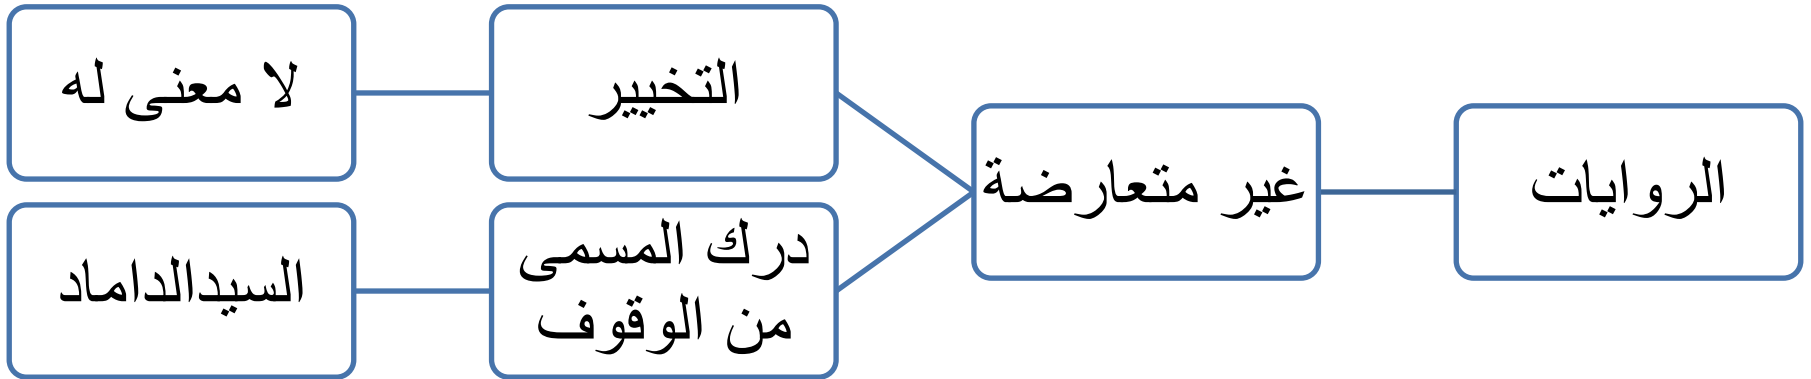 الروايات
غير متعارضة
التخيير
لا معنى له
درك المسمى
من الوقوف
السيدالداماد